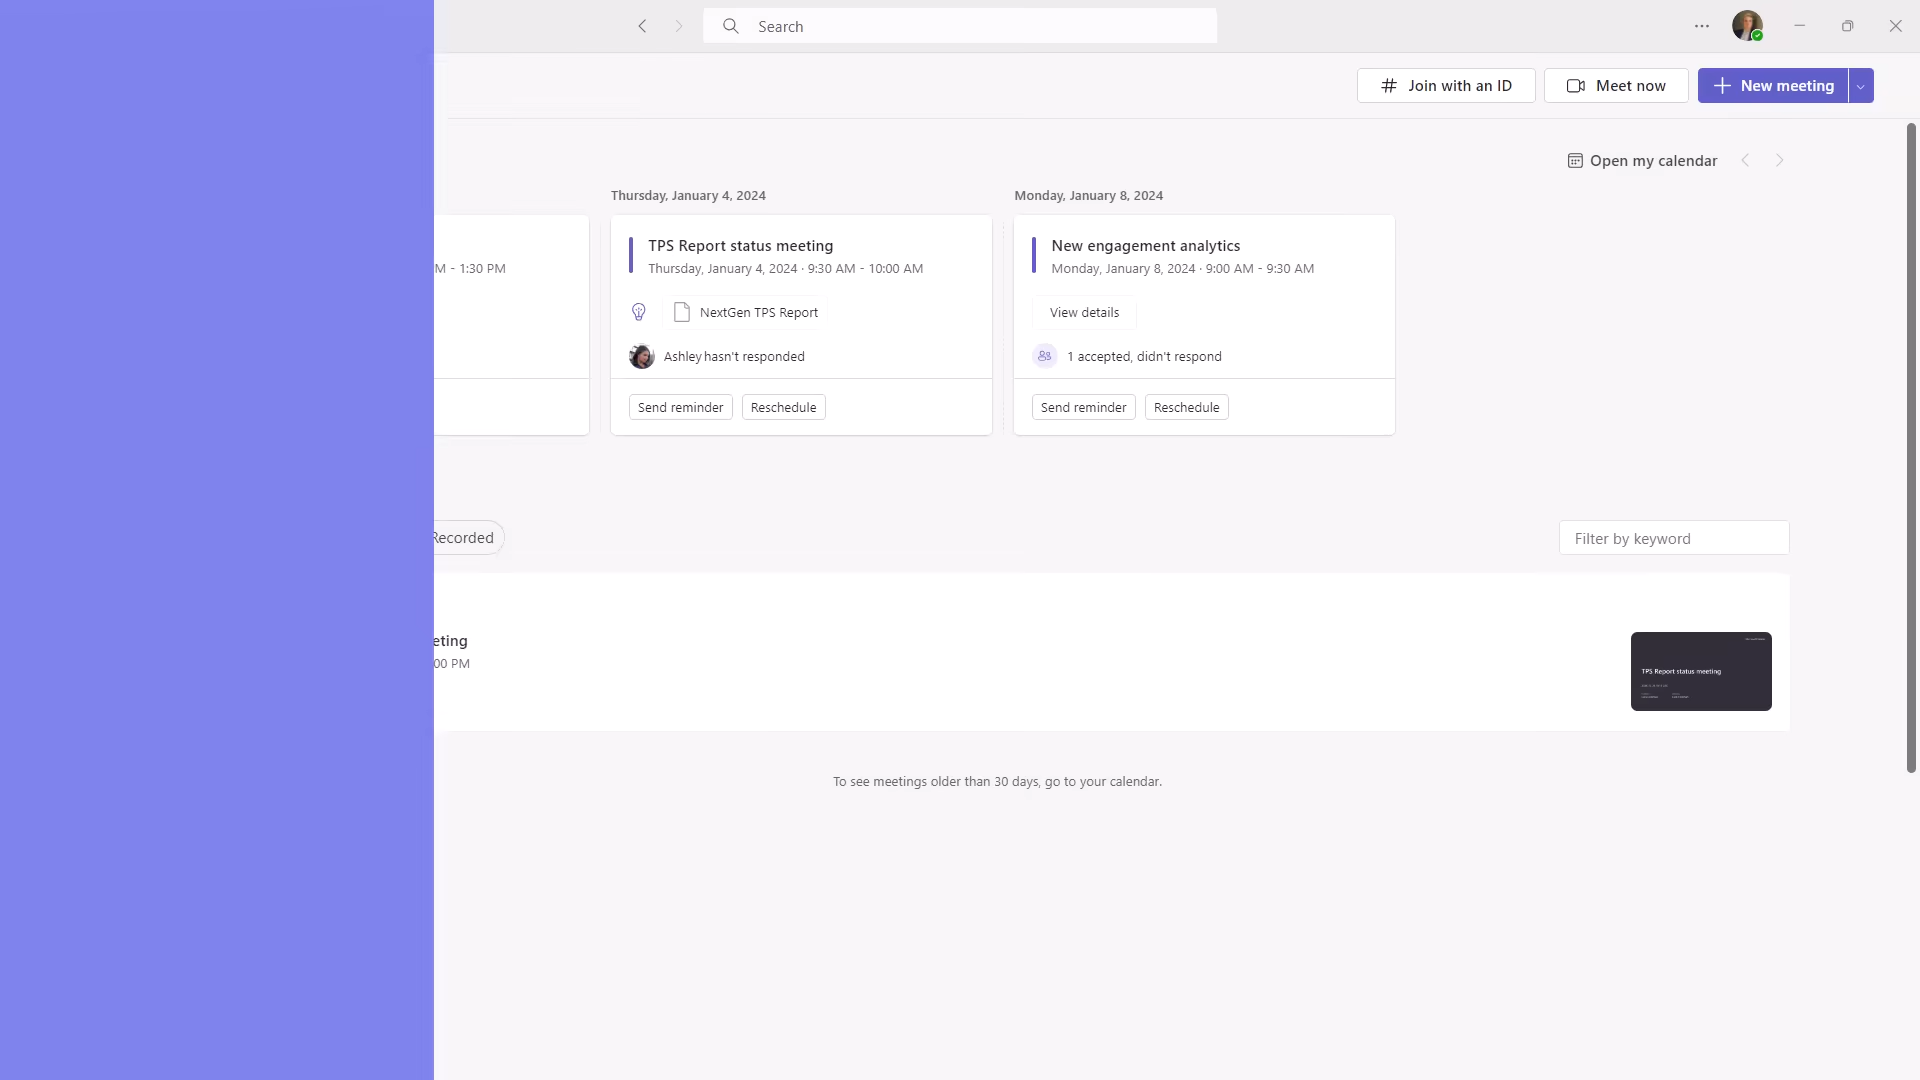 Search
Join with an ID
Meet now
New meeting
Open my calendar
Thursday, January 4, 2024
Monday, January 8, 2024
M - 1:30 PM
TPS Report status meeting
Thursday, January 4, 2024 · 9:30 AM - 10:00 AM
NextGen TPS Report
Ashley hasn't responded
Send reminder
Reschedule
New engagement analytics
Monday, January 8, 2024 · 9:00 AM - 9:30 AM
View details
1 accepted, didn't respond
Send reminder
Reschedule
Recorded
Filter by keyword
eting
00 PM
TPS Report status meeting
To see meetings older than 30 days, go to your calendar.